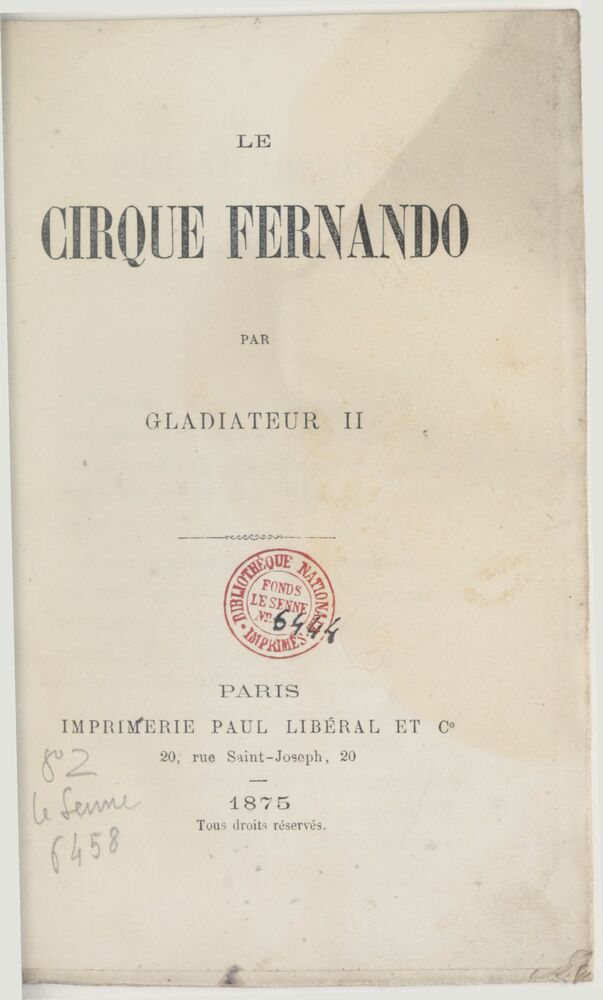 LE
CIRQUE FERNANDO
PAR
GLADIATEUR II
BIBLIOTHÈQUE NATIONALE
FONDS
LE SENNE
No 6444
IMPRIMÉS
PARIS
IMPRIMERIE PAUL LIBÉRAL ET Co
20, rue Saint-Joseph, 20
1875
Tous droits réservés.
8o Z
le Senne
6458